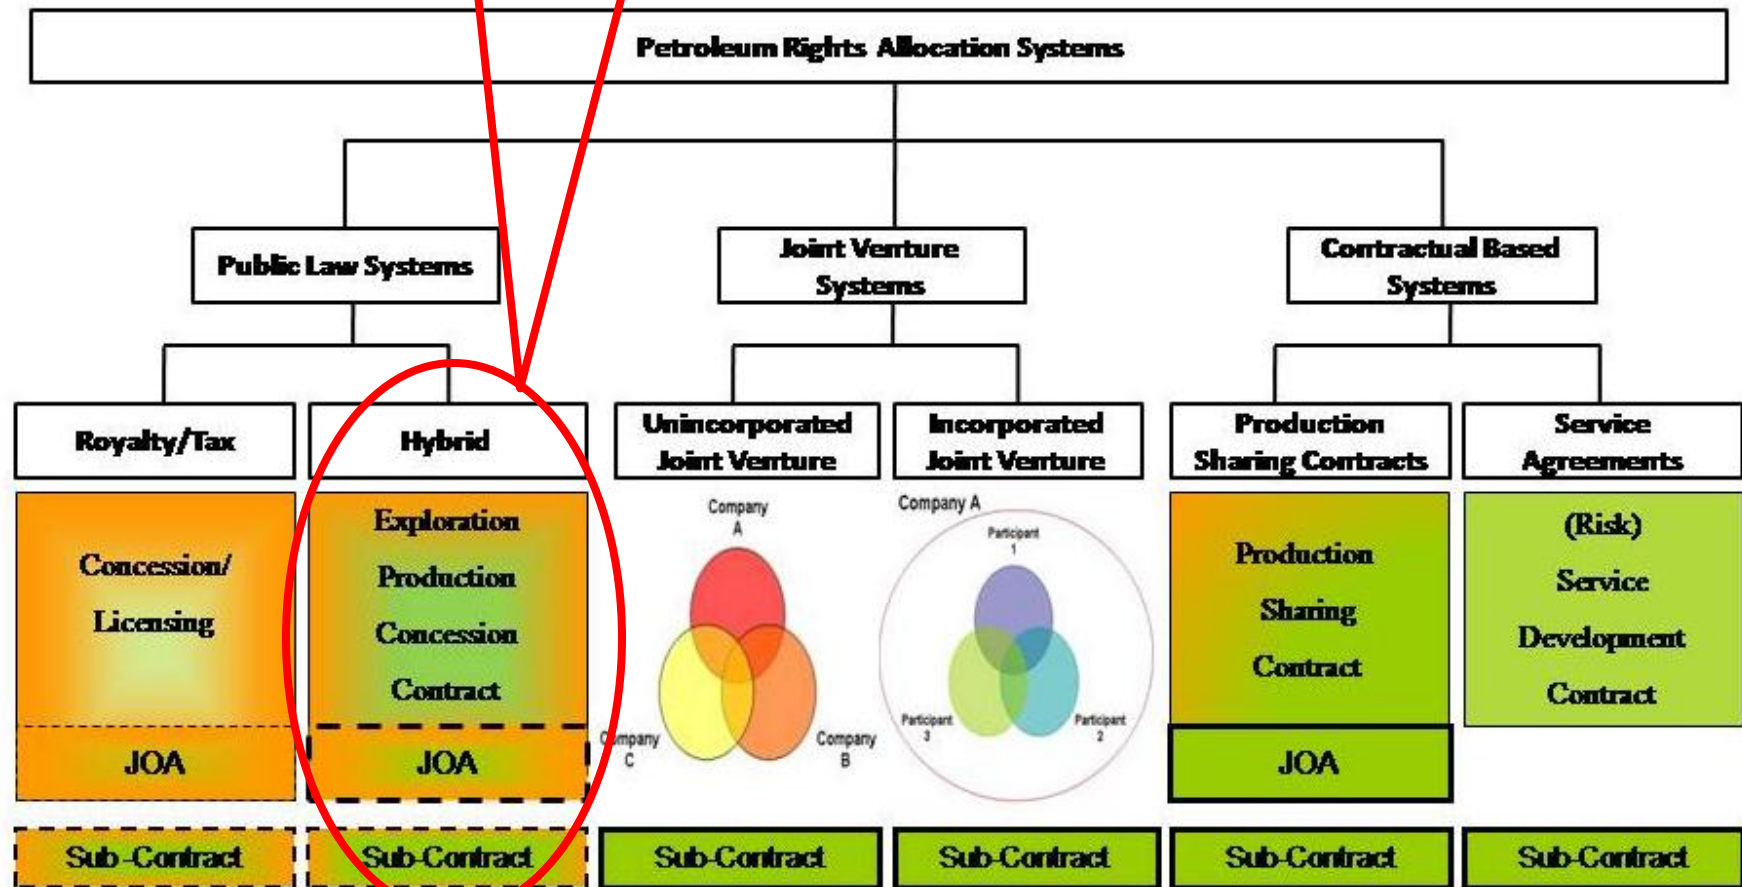 Petroleum Rights Allocation Systems
Public Law Systems
Joint Venture
Systems
Contractual Based
Systems
Royalty/Tax
Hybrid
Unincorporated
Joint Venture
Incorporated
Joint Venture
Production
Sharing Contracts
Service
Agreements
Concession/
Licensing
JOA
Exploration
Production
Concession
Contract
JOA
Company
A
Company
C
Company
B
Company A
Participant
1
Participant
3
Participant
2
Production
Sharing
Contract
JOA
(Risk)
Service
Development
Contract
Sub-Contract
Sub-Contract
Sub-Contract
Sub-Contract
Sub-Contract
Sub-Contract